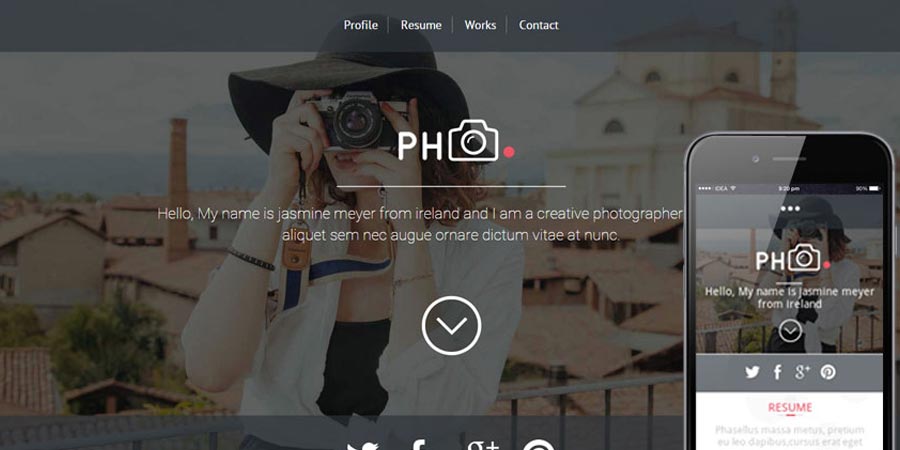 Profile
Resume
Works
Contact
PH
Hello, My name is jasmine meyer from ireland and I am a creative photographer
aliquet sem nec augue ornare dictum vitae at nunc.
IDEA
9:20 pm
90%
PH
Hello, My name is Jasmine meyer
from ireland
g+
RESUME
Phasellus massa metus, pretium
eu leo dapibus,cursus erat eget